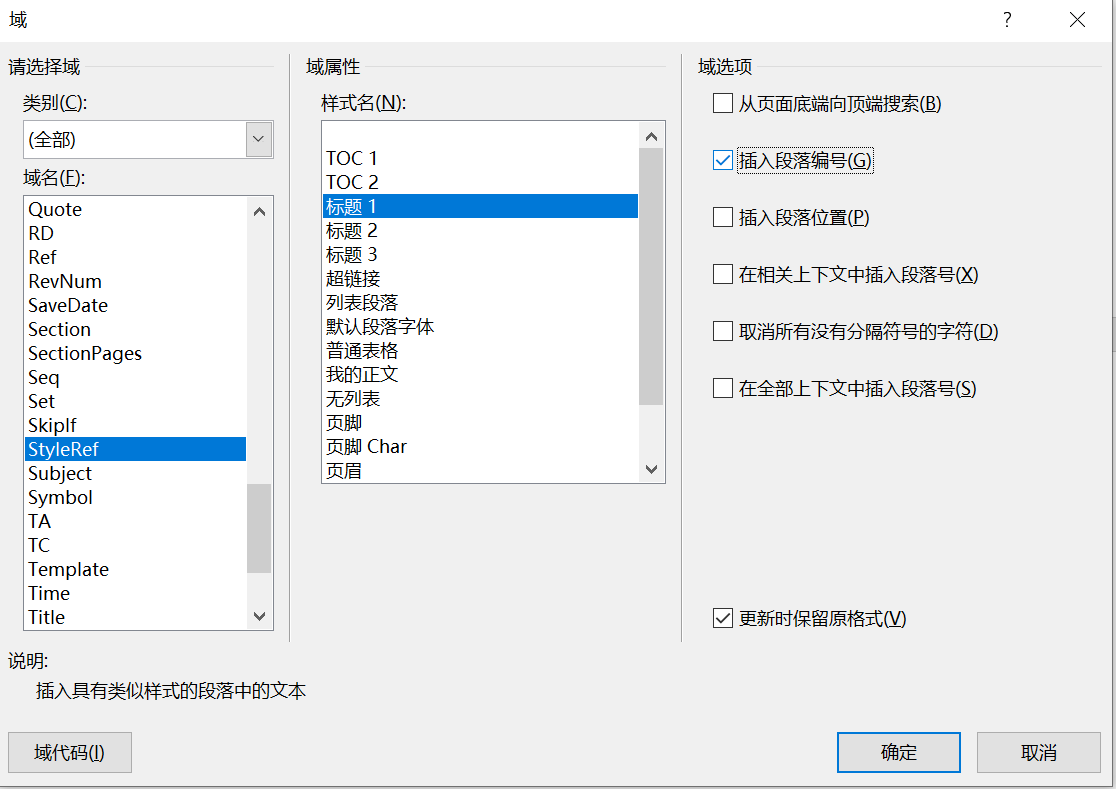 域
?
请选择域
类别(C):
(全部)
域名(F):
Quote
RD
Ref
RevNum
SaveDate
Section
SectionPages
Seq
Set
SkipIf
StyleRef
Subject
Symbol
TA
TC
Template
Time
Title
域属性
样式名(N):
TOC 1
TOC 2
标题 1
标题 2
标题 3
超链接
列表段落
默认段落字体
普通表格
我的正文
无列表
页脚
页脚 Char
页眉
域选项
从页面底端向顶端搜索(B)
插入段落编号(G)
插入段落位置(P)
在相关上下文中插入段落号(X)
取消所有没有分隔符号的字符(D)
在全部上下文中插入段落号(S)
更新时保留原格式(V)
说明:
插入具有类似样式的段落中的文本
域代码(I)
确定
取消